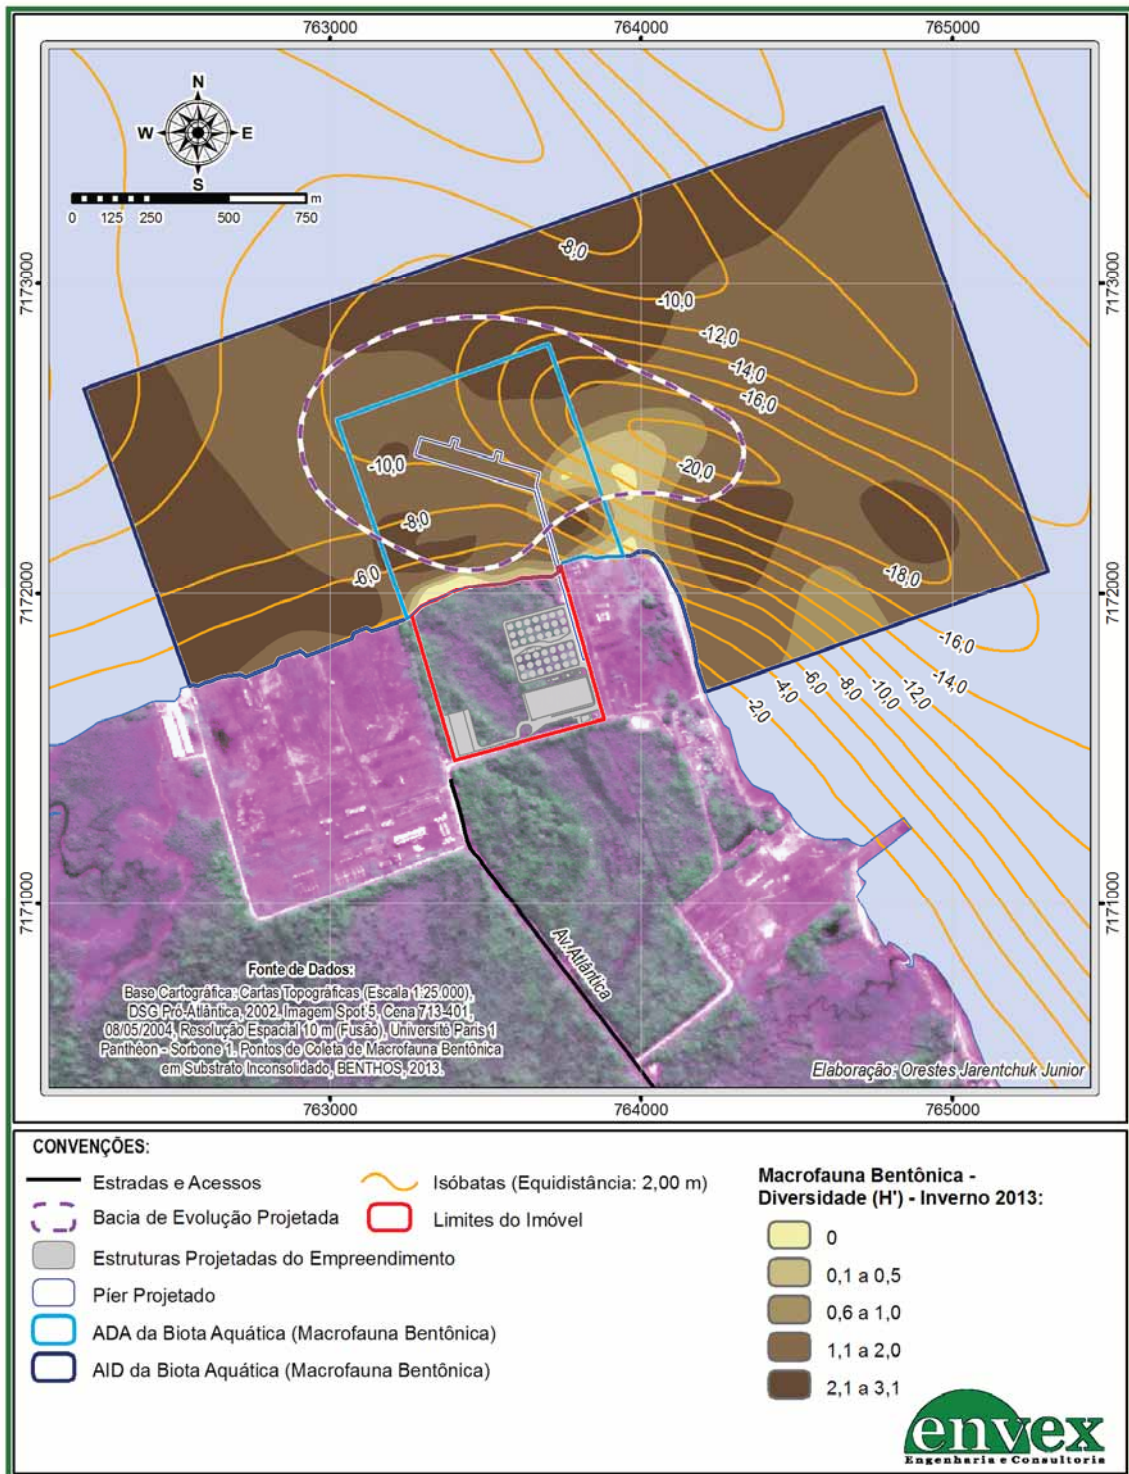 763000
764000
765000
N
W
E
S
0
125
250
500
750
m
7173000
7173000
7172000
7172000
7171000
7171000
-8,0
-10,0
-12,0
-14,0
-16,0
-20,0
-10,0
-8,0
-6,0
-18,0
-16,0
-14,0
-12,0
-10,0
-8,0
-6,0
-4,0
-2,0
Av. Atlântica
Fonte de Dados:
Base Cartográfica: Cartas Topográficas (Escala 1:25.000),
DSG Pró-Atlântica, 2002. Imagem Spot 5, Cena 713-401,
08/05/2004, Resolução Espacial 10 m (Fusão), Université Paris 1
Panthéon - Sorbone 1. Pontos de Coleta de Macrofauna Bentônica
em Substrato Inconsolidado, BENTHOS, 2013.
Elaboração: Orestes Jarentchuk Junior
763000
764000
765000
CONVENÇÕES:
Estradas e Acessos
Bacia de Evolução Projetada
Estruturas Projetadas do Empreendimento
Píer Projetado
ADA da Biota Aquática (Macrofauna Bentônica)
AID da Biota Aquática (Macrofauna Bentônica)
Isóbatas (Equidistância: 2,00 m)
Limites do Imóvel
Macrofauna Bentônica -
Diversidade (H') - Inverno 2013:
0
0,1 a 0,5
0,6 a 1,0
1,1 a 2,0
2,1 a 3,1
envex
Engenharia e Consultoria